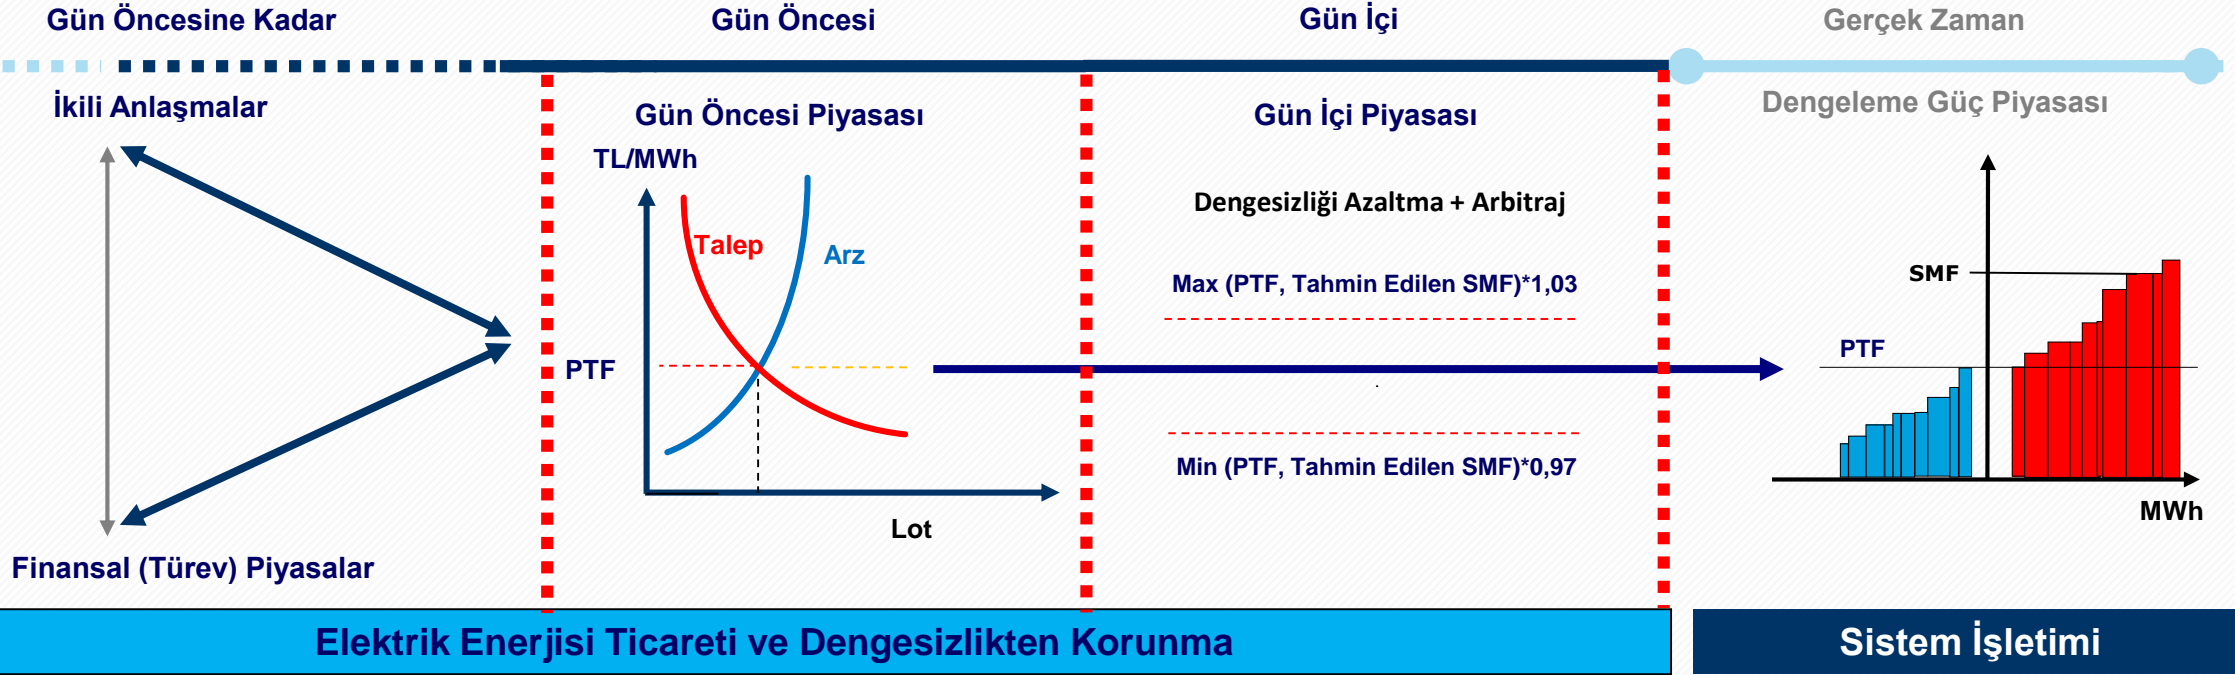 Gün Öncesine Kadar
Gün Öncesi
Gün İçi
Gerçek Zaman
İkili Anlaşmalar
Gün Öncesi Piyasası
Gün İçi Piyasası
Dengeleme Güç Piyasası
TL/MWh
Dengesizliği Azaltma + Arbitraj
Talep
Arz
Max (PTF, Tahmin Edilen SMF)*1,03
SMF
PTF
PTF
Min (PTF, Tahmin Edilen SMF)*0,97
Lot
MWh
Finansal (Türev) Piyasalar
Elektrik Enerjisi Ticareti ve Dengesizlikten Korunma
Sistem İşletimi